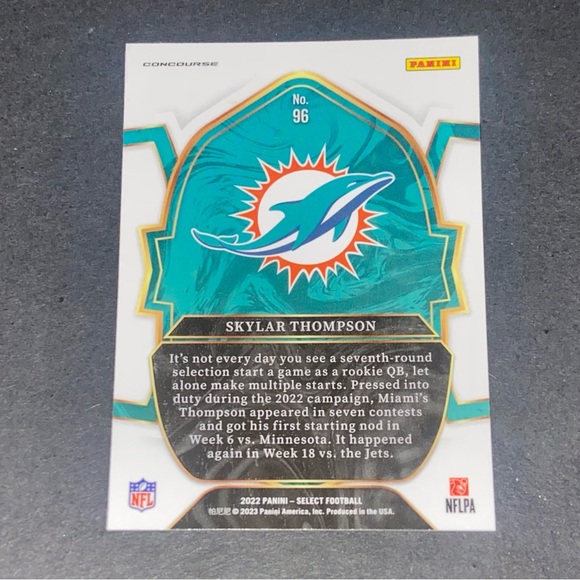 CONCOURSE
PANINI
No.
96
SKYLAR THOMPSON
It's not every day you see a seventh-round
selection start a game as a rookie QB, let
alone make multiple starts. Pressed into
duty during the 2022 campaign, Miami's
Thompson appeared in seven contests
and got his first starting nod in
Week 6 vs. Minnesota. It happened
again in Week 18 vs. the Jets.
NFL
2022 PANINI – SELECT FOOTBALL
帕尼尼 © 2023 Panini America, Inc. Produced in the USA.
NFLPA